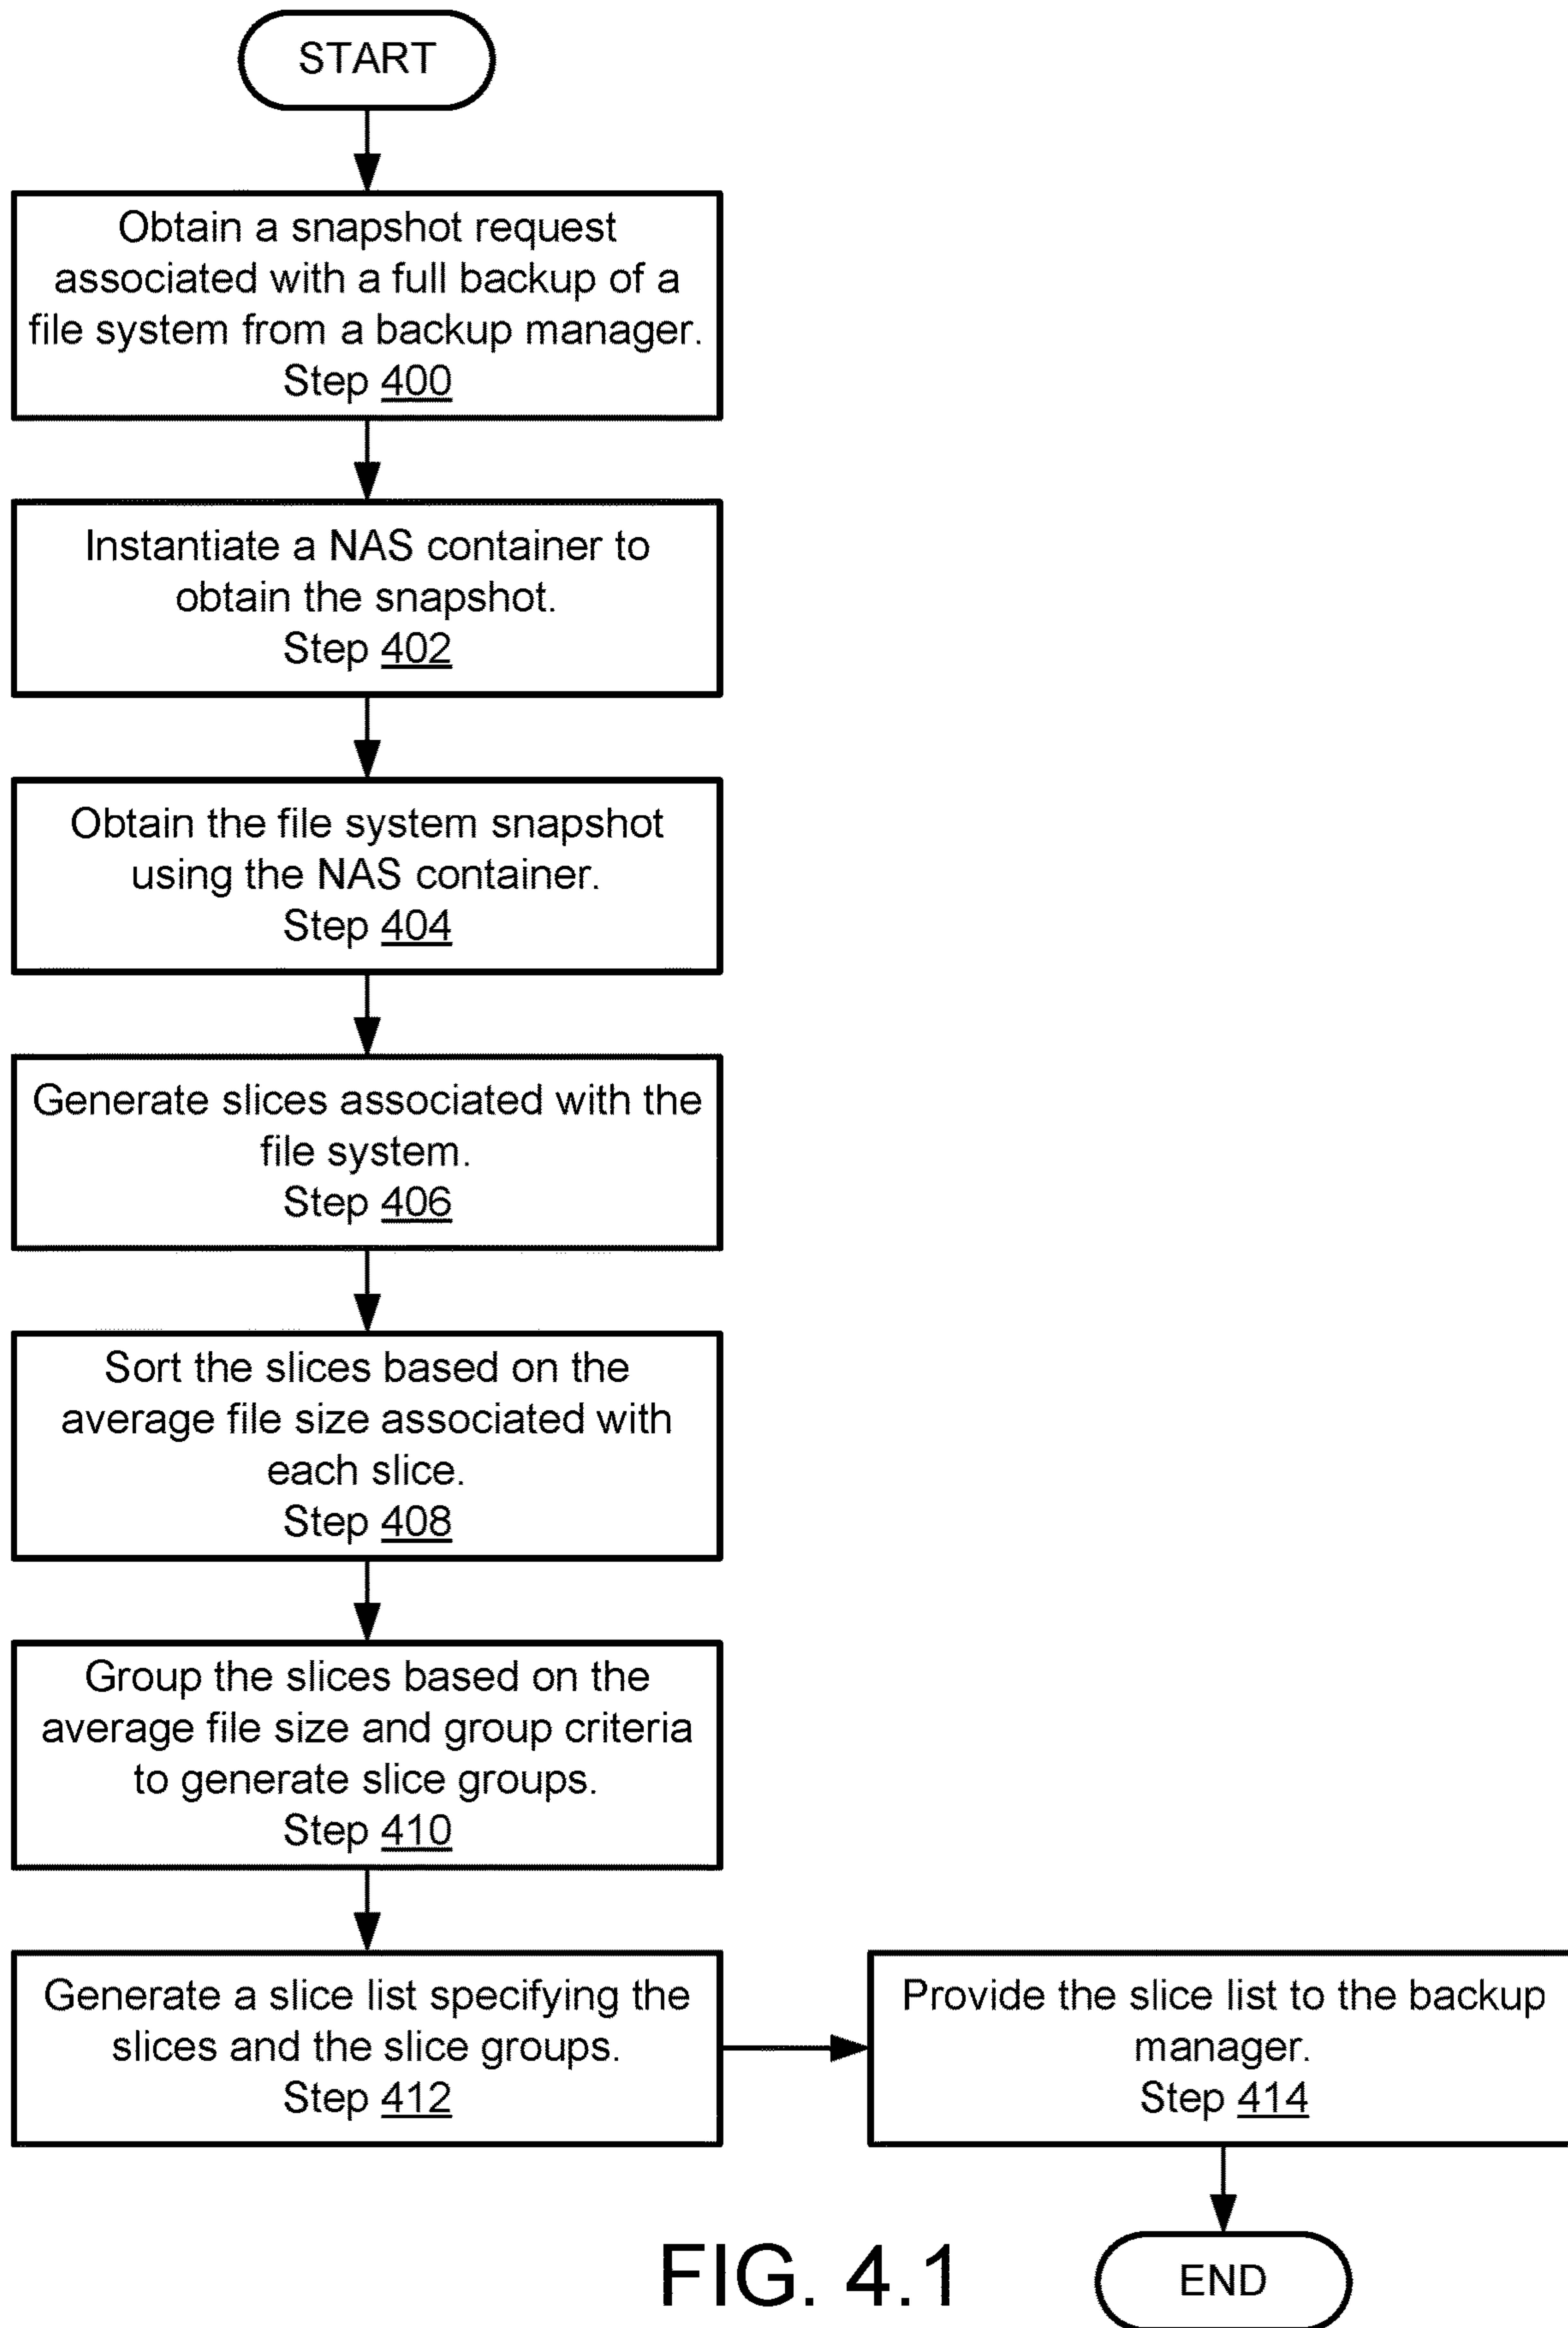 START
Obtain a snapshot request
associated with a full backup of a
file system from a backup manager.
Step 400
Instantiate a NAS container to
obtain the snapshot.
Step 402
Obtain the file system snapshot
using the NAS container.
Step 404
Generate slices associated with the
file system.
Step 406
Sort the slices based on the
average file size associated with
each slice.
Step 408
Group the slices based on the
average file size and group criteria
to generate slice groups.
Step 410
Generate a slice list specifying the
slices and the slice groups.
Step 412
Provide the slice list to the backup
manager.
Step 414
END
FIG. 4.1